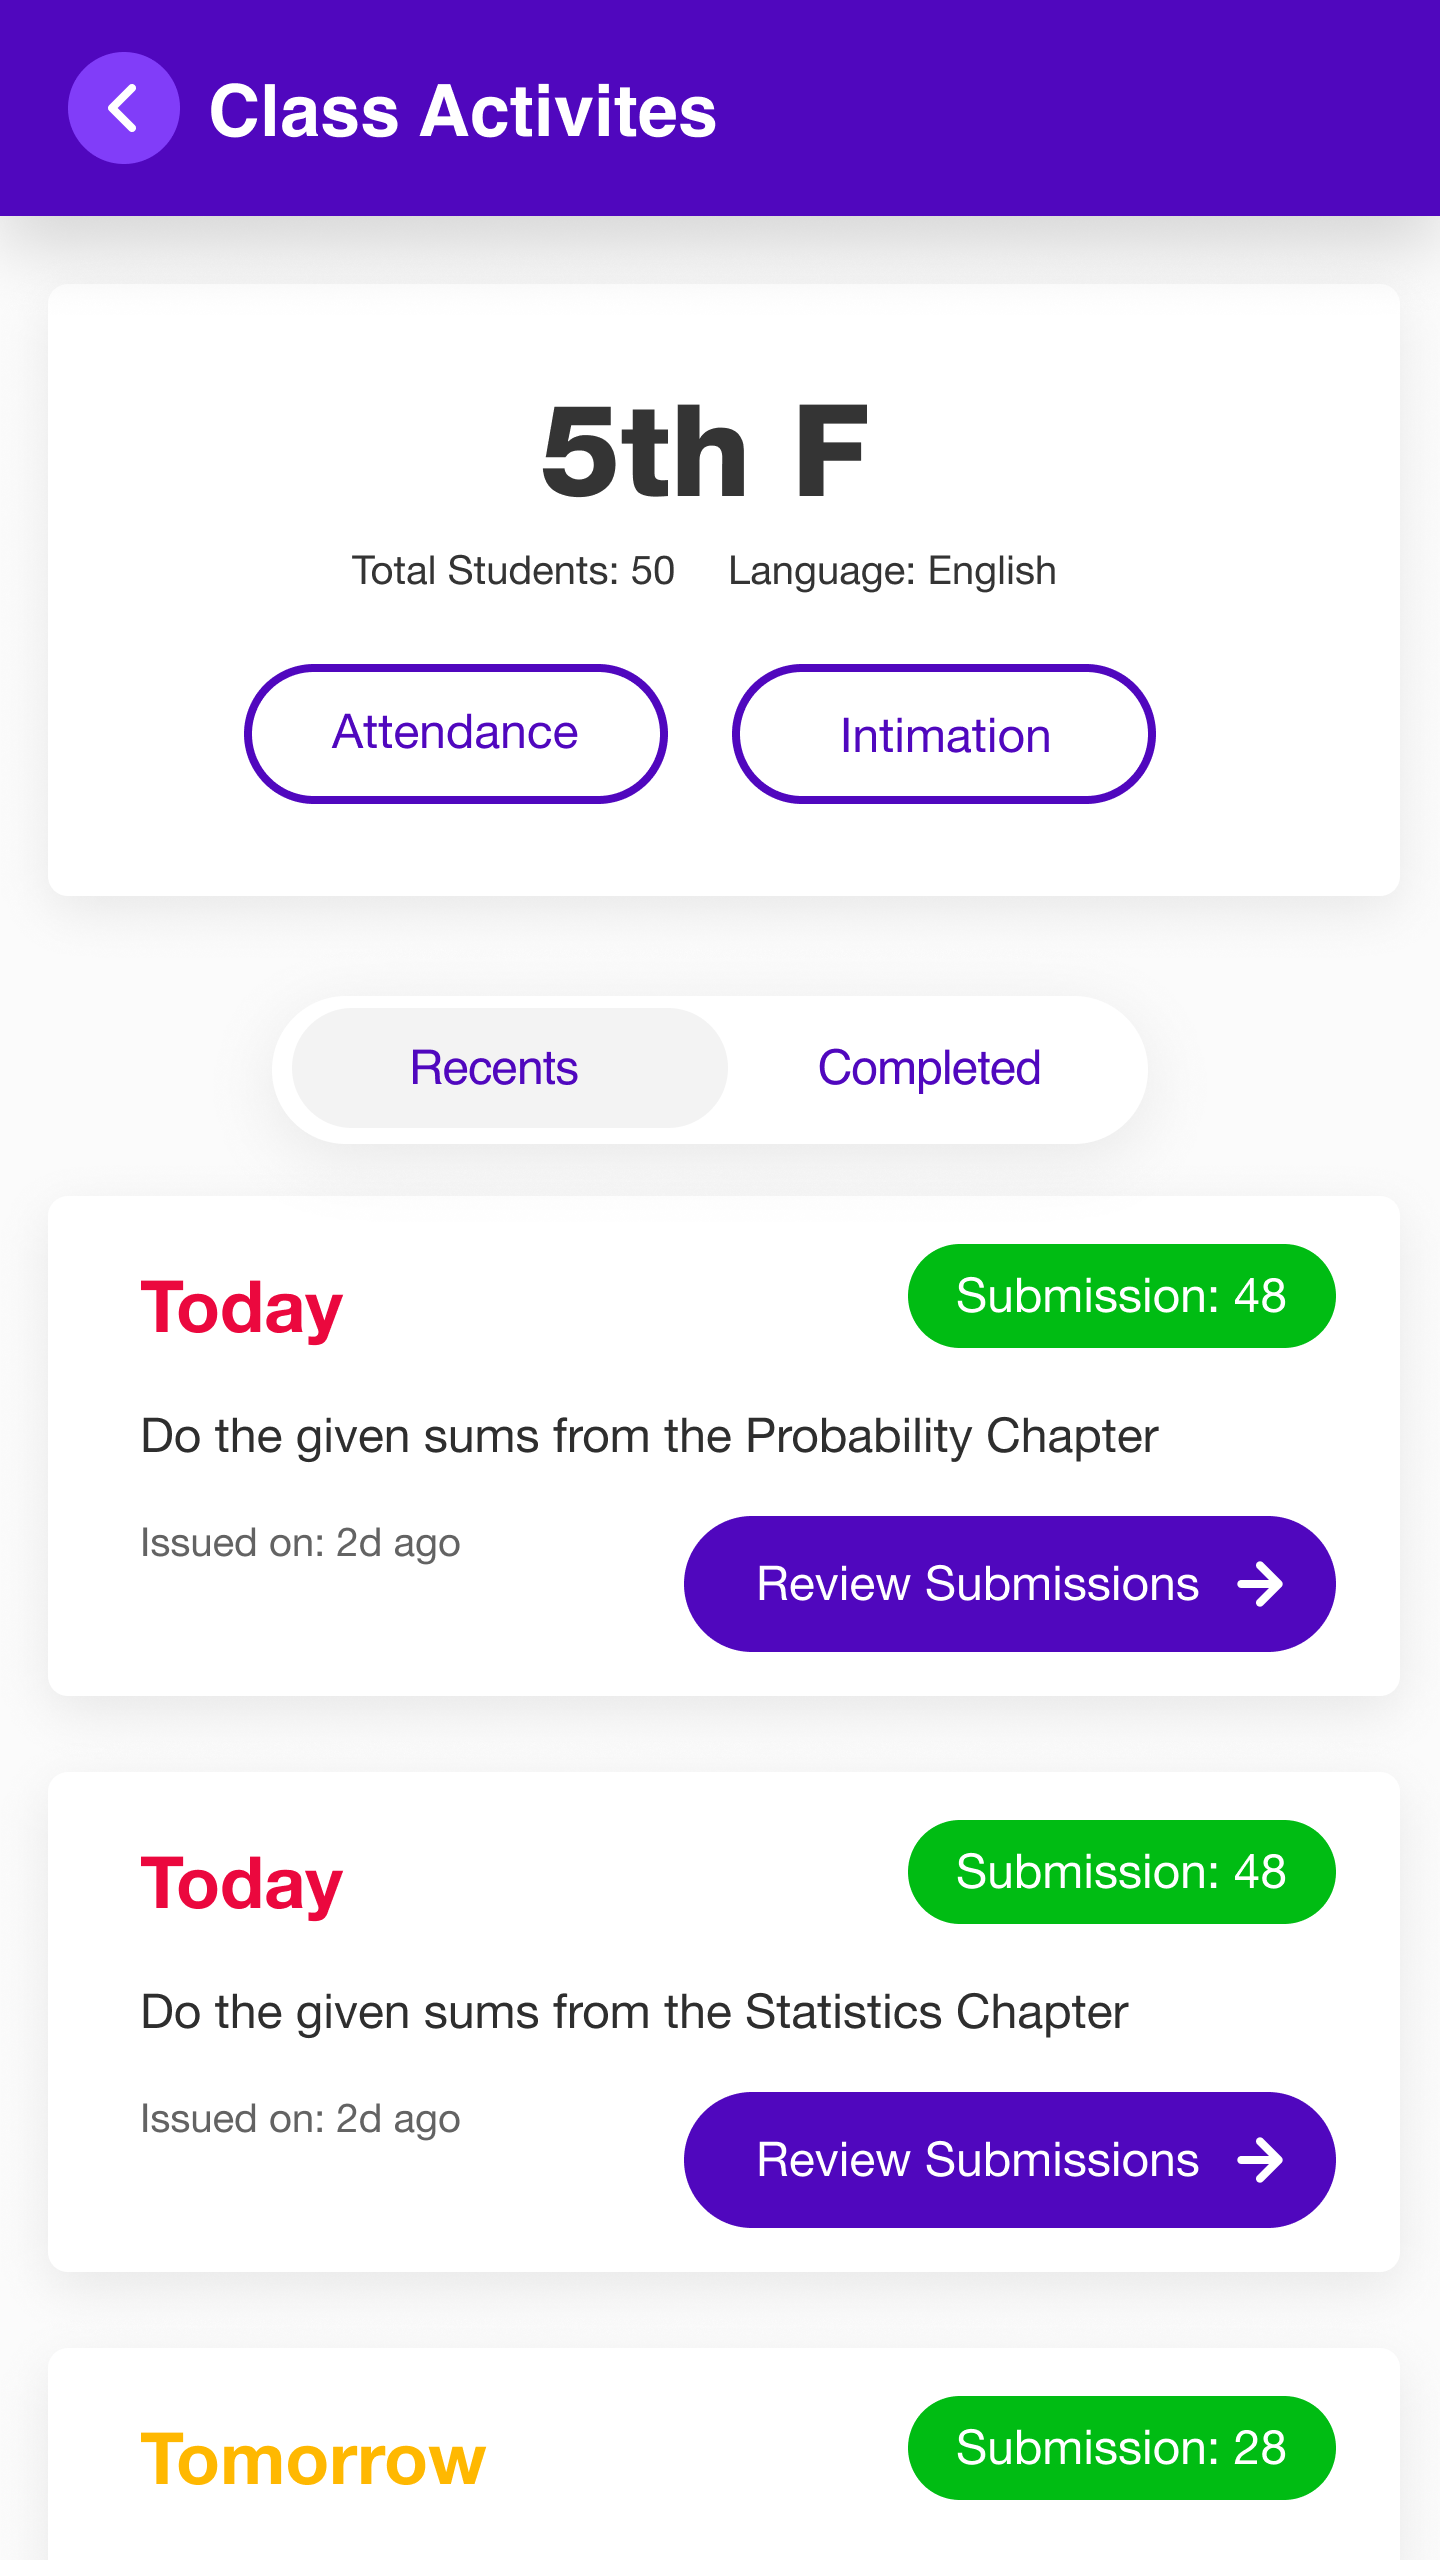 Class Activites
5th F
Total Students: 50 Language: English
Attendance Intimation
Recents Completed
Today Submission: 48
Do the given sums from the Probability Chapter
Issued on: 2d ago Review Submissions
Today Submission: 48
Do the given sums from the Statistics Chapter
Issued on: 2d ago Review Submissions
Tomorrow Submission: 28